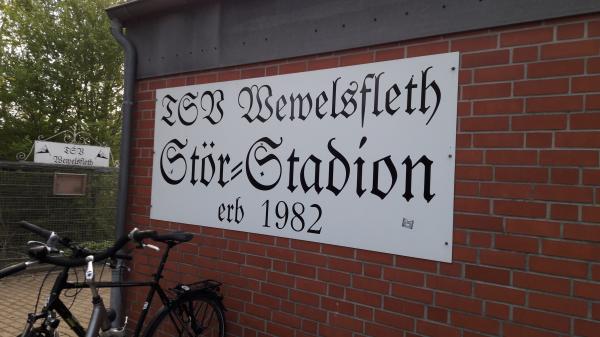 TSV Wewelsfleth
Stör=Stadion
erb 1982
TSV
Wewelsfleth